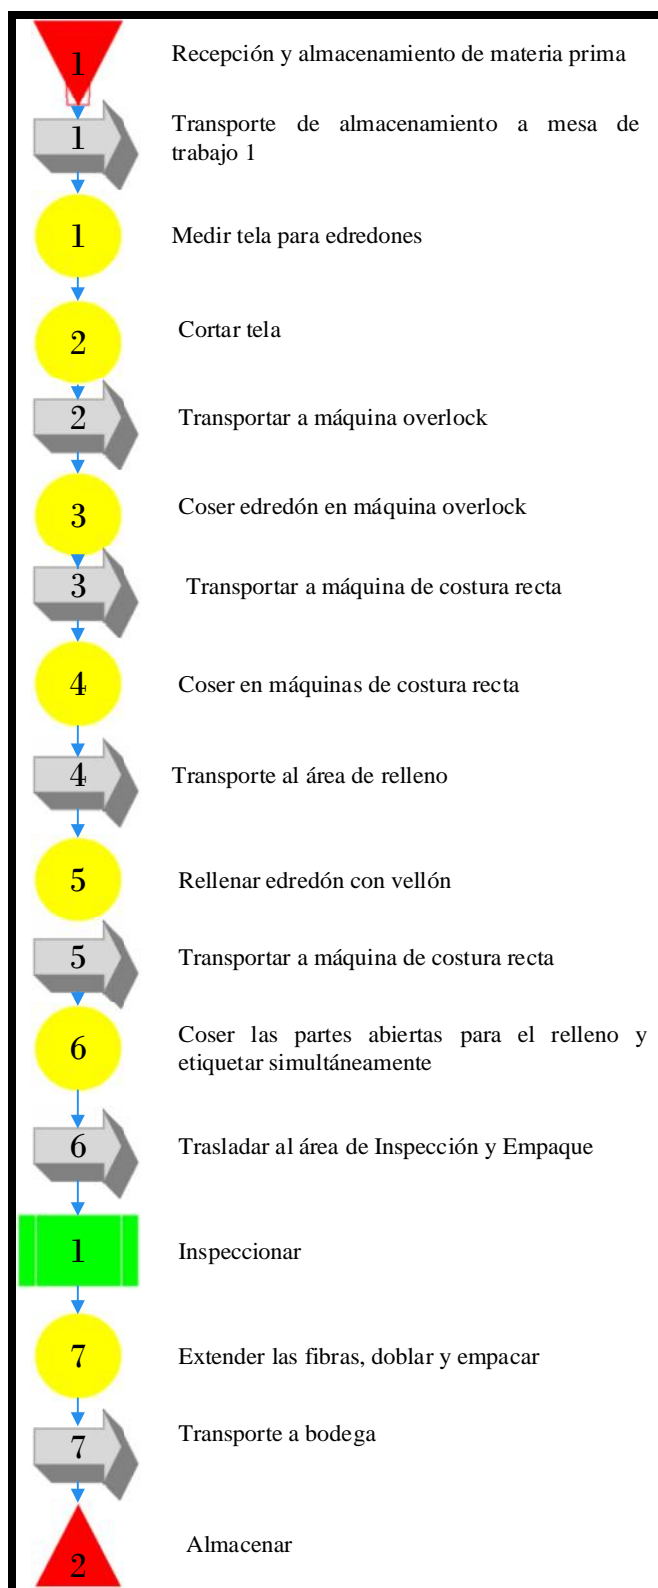 1
Recepción y almacenamiento de materia prima
1
Transporte de almacenamiento a mesa de
trabajo 1
1
Medir tela para edredones
2
Cortar tela
2
Transportar a máquina overlock
3
Coser edredón en máquina overlock
3
Transportar a máquina de costura recta
4
Coser en máquinas de costura recta
4
Transporte al área de relleno
5
Rellenar edredón con vellón
5
Transportar a máquina de costura recta
6
Coser las partes abiertas para el relleno y
etiquetar simultáneamente
6
Trasladar al área de Inspección y Empaque
1
Inspeccionar
7
Extender las fibras, doblar y empacar
7
Transporte a bodega
2
Almacenar